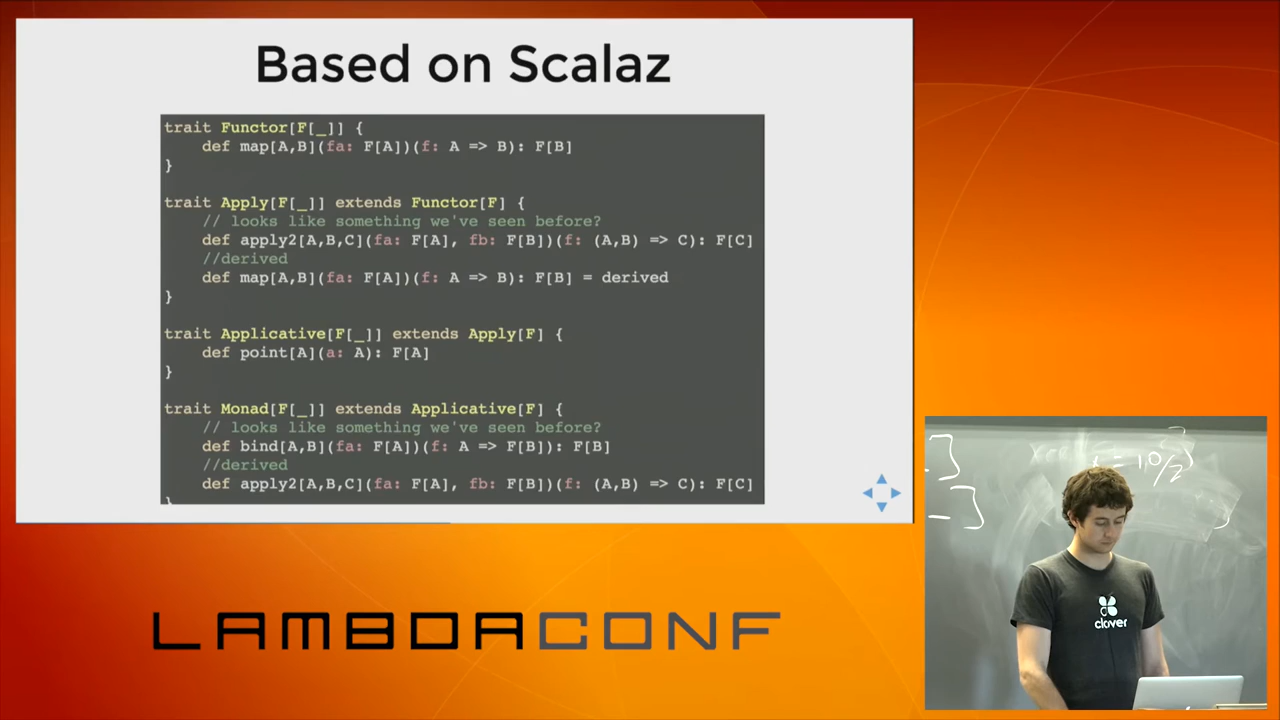 Based on Scalaz
trait Functor[F[_]] {
    def map[A,B](fa: F[A])(f: A => B): F[B]
}
trait Apply[F[_]] extends Functor[F] {
    // looks like something we've seen before?
    def apply2[A,B,C](fa: F[A], fb: F[B])(f: (A,B) => C): F[C]
    //derived
    def map[A,B](fa: F[A])(f: A => B): F[B] = derived
}
trait Applicative[F[_]] extends Apply[F] {
    def point[A](a: A): F[A]
}
trait Monad[F[_]] extends Applicative[F] {
    // looks like something we've seen before?
    def bind[A,B](fa: F[A])(f: A => F[B]): F[B]
    //derived
    def apply2[A,B,C](fa: F[A], fb: F[B])(f: (A,B) => C): F[C]
}
clover
LAMBDACONF